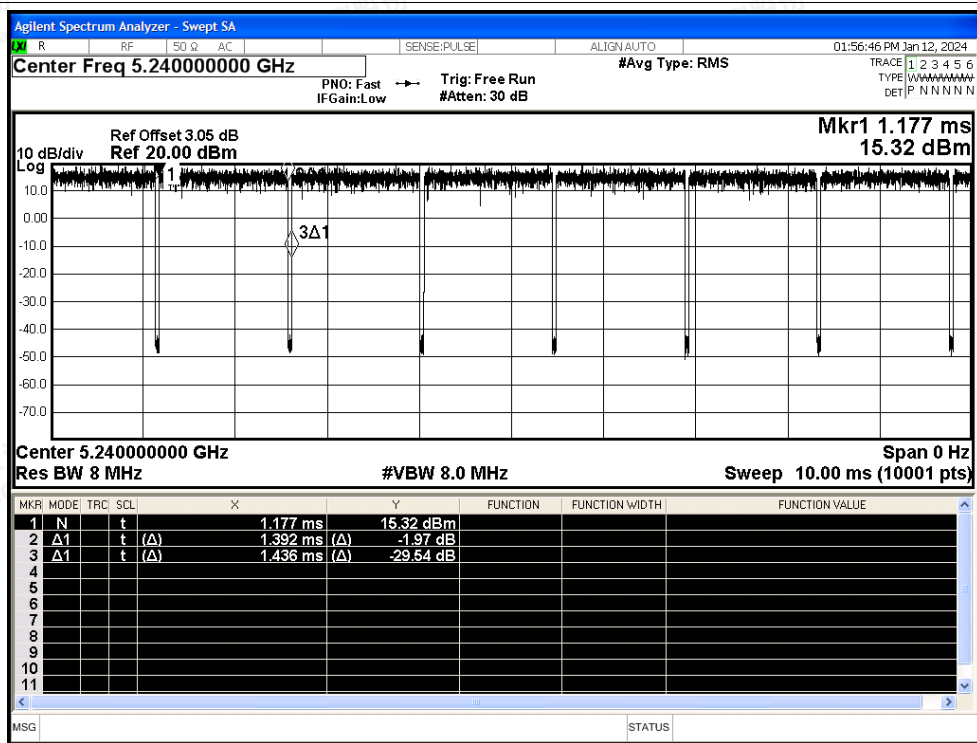 Agilent Spectrum Analyzer - Swept SA
LXI R RF 50 Ω AC SENSE:PULSE ALIGN AUTO 01:56:46 PM Jan 12, 2024
Center Freq 5.240000000 GHz #Avg Type: RMS TRACE 1 2 3 4 5 6
PNO: Fast Trig: Free Run TYPE
IFGain:Low #Atten: 30 dB DET P N N N N N
Mkr1 1.177 ms
Ref Offset 3.05 dB
10 dB/div Ref 20.00 dBm 15.32 dBm
Log
1
10.0
0.00
3Δ1
-10.0
-20.0
-30.0
-40.0
-50.0
-60.0
-70.0
Center 5.240000000 GHz Span 0 Hz
Res BW 8 MHz #VBW 8.0 MHz Sweep 10.00 ms (10001 pts)
MKR MODE TRC SCL X Y FUNCTION FUNCTION WIDTH FUNCTION VALUE
1 N t 1.177 ms 15.32 dBm
2 Δ1 t (Δ) 1.392 ms (Δ) -1.97 dB
3 Δ1 t (Δ) 1.436 ms (Δ) -29.54 dB
4
5
6
7
8
9
10
11
MSG STATUS